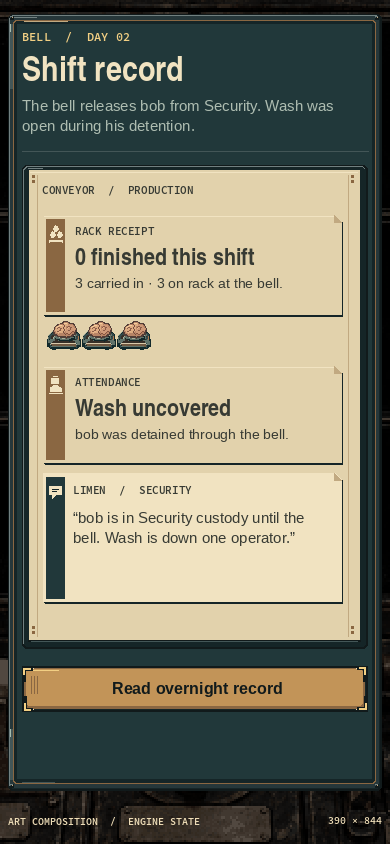 BELL / DAY 02
Shift record
The bell releases bob from Security. Wash was
open during his detention.
CONVEYOR / PRODUCTION
RACK RECEIPT
0 finished this shift
3 carried in · 3 on rack at the bell.
ATTENDANCE
Wash uncovered
bob was detained through the bell.
LIMEN / SECURITY
“bob is in Security custody until the
bell. Wash is down one operator.”
Read overnight record
ART COMPOSITION / ENGINE STATE
390 × 844